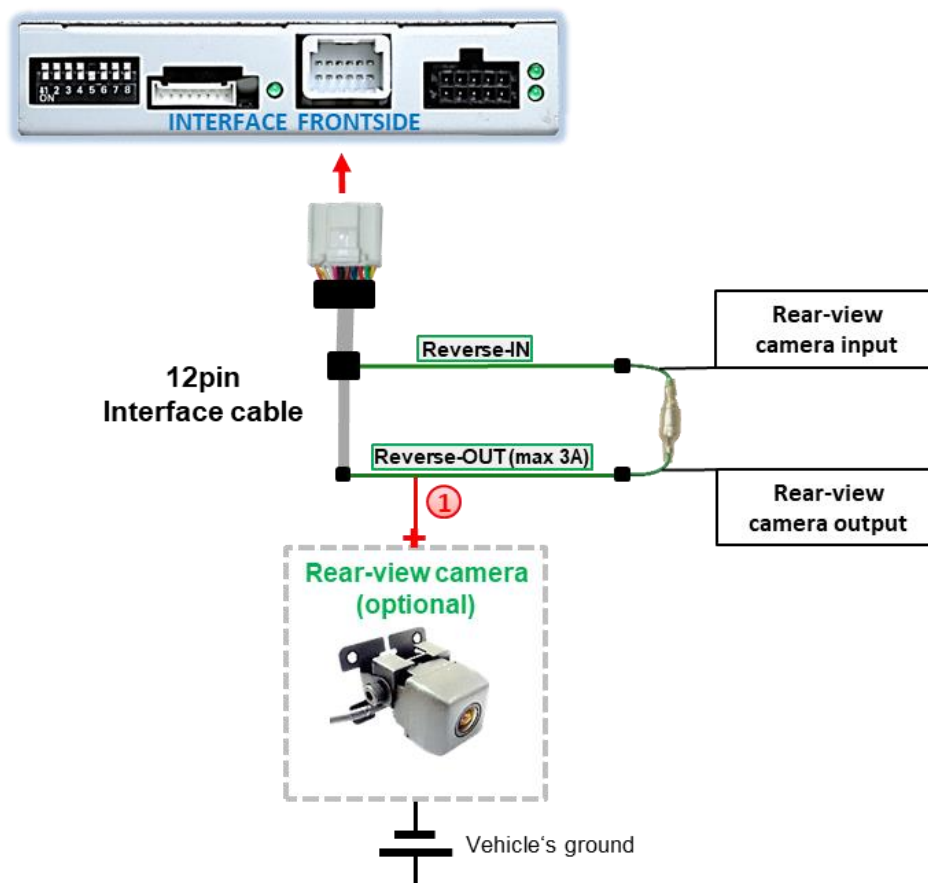 41 2 3 4 5 6 7 8
ON
INTERFACE FRONTSIDE
Reverse-IN
Rear-view
camera input
12pin
Interface cable
Reverse-OUT (max 3A)
Rear-view
camera output
1
Rear-view camera
(optional)
Vehicle‘s ground